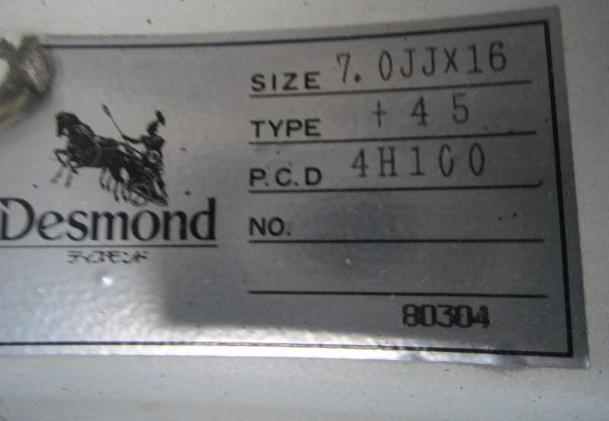 SIZE 7.0JJX16
TYPE +45
P.C.D 4H100
Desmond
NO.
ディスモンド
80304